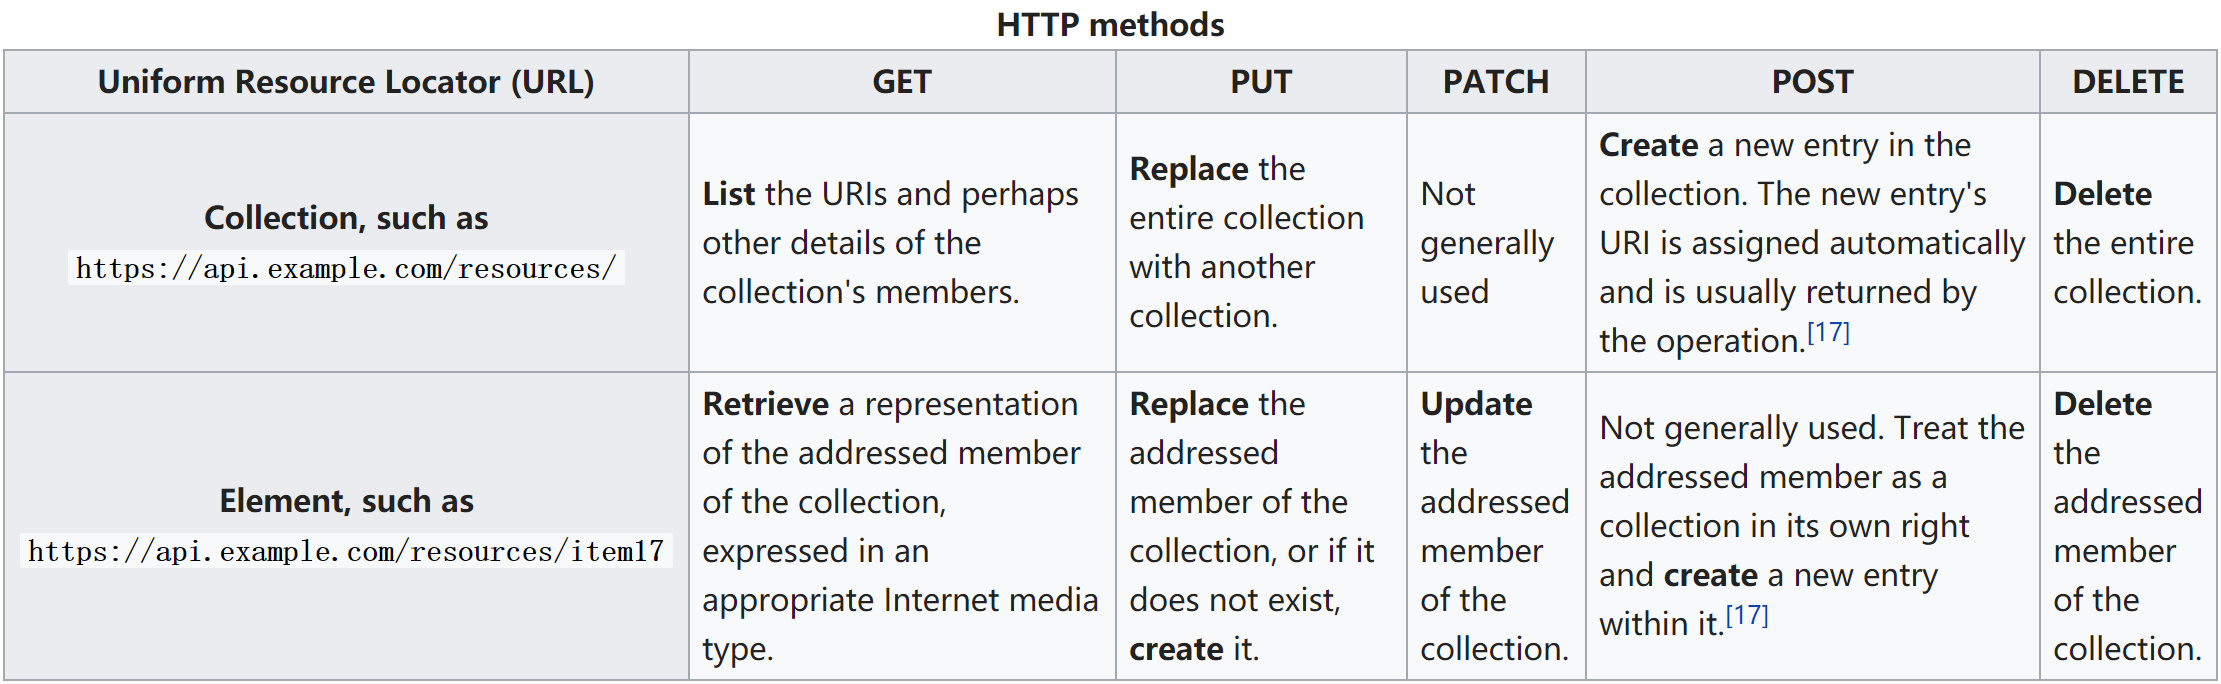 HTTP methods
Uniform Resource Locator (URL)
GET
PUT
PATCH
POST
DELETE
Collection, such as
https://api.example.com/resources/
List the URIs and perhaps
other details of the
collection's members.
Replace the
entire collection
with another
collection.
Not
generally
used
Create a new entry in the
collection. The new entry's
URI is assigned automatically
and is usually returned by
the operation.[17]
Delete
the entire
collection.
Element, such as
https://api.example.com/resources/item17
Retrieve a representation
of the addressed member
of the collection,
expressed in an
appropriate Internet media
type.
Replace the
addressed
member of the
collection, or if it
does not exist,
create it.
Update
the
addressed
member
of the
collection.
Not generally used. Treat the
addressed member as a
collection in its own right
and create a new entry
within it.[17]
Delete
the
addressed
member
of the
collection.